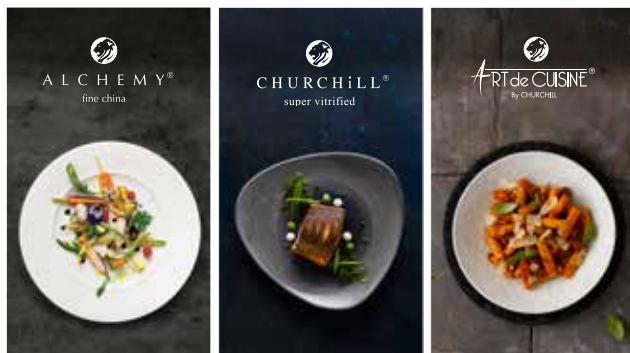 ALCHEMY®
fine china
CHURCHiLL®
super vitrified
ART de CUISINE®
By CHURCHiLL